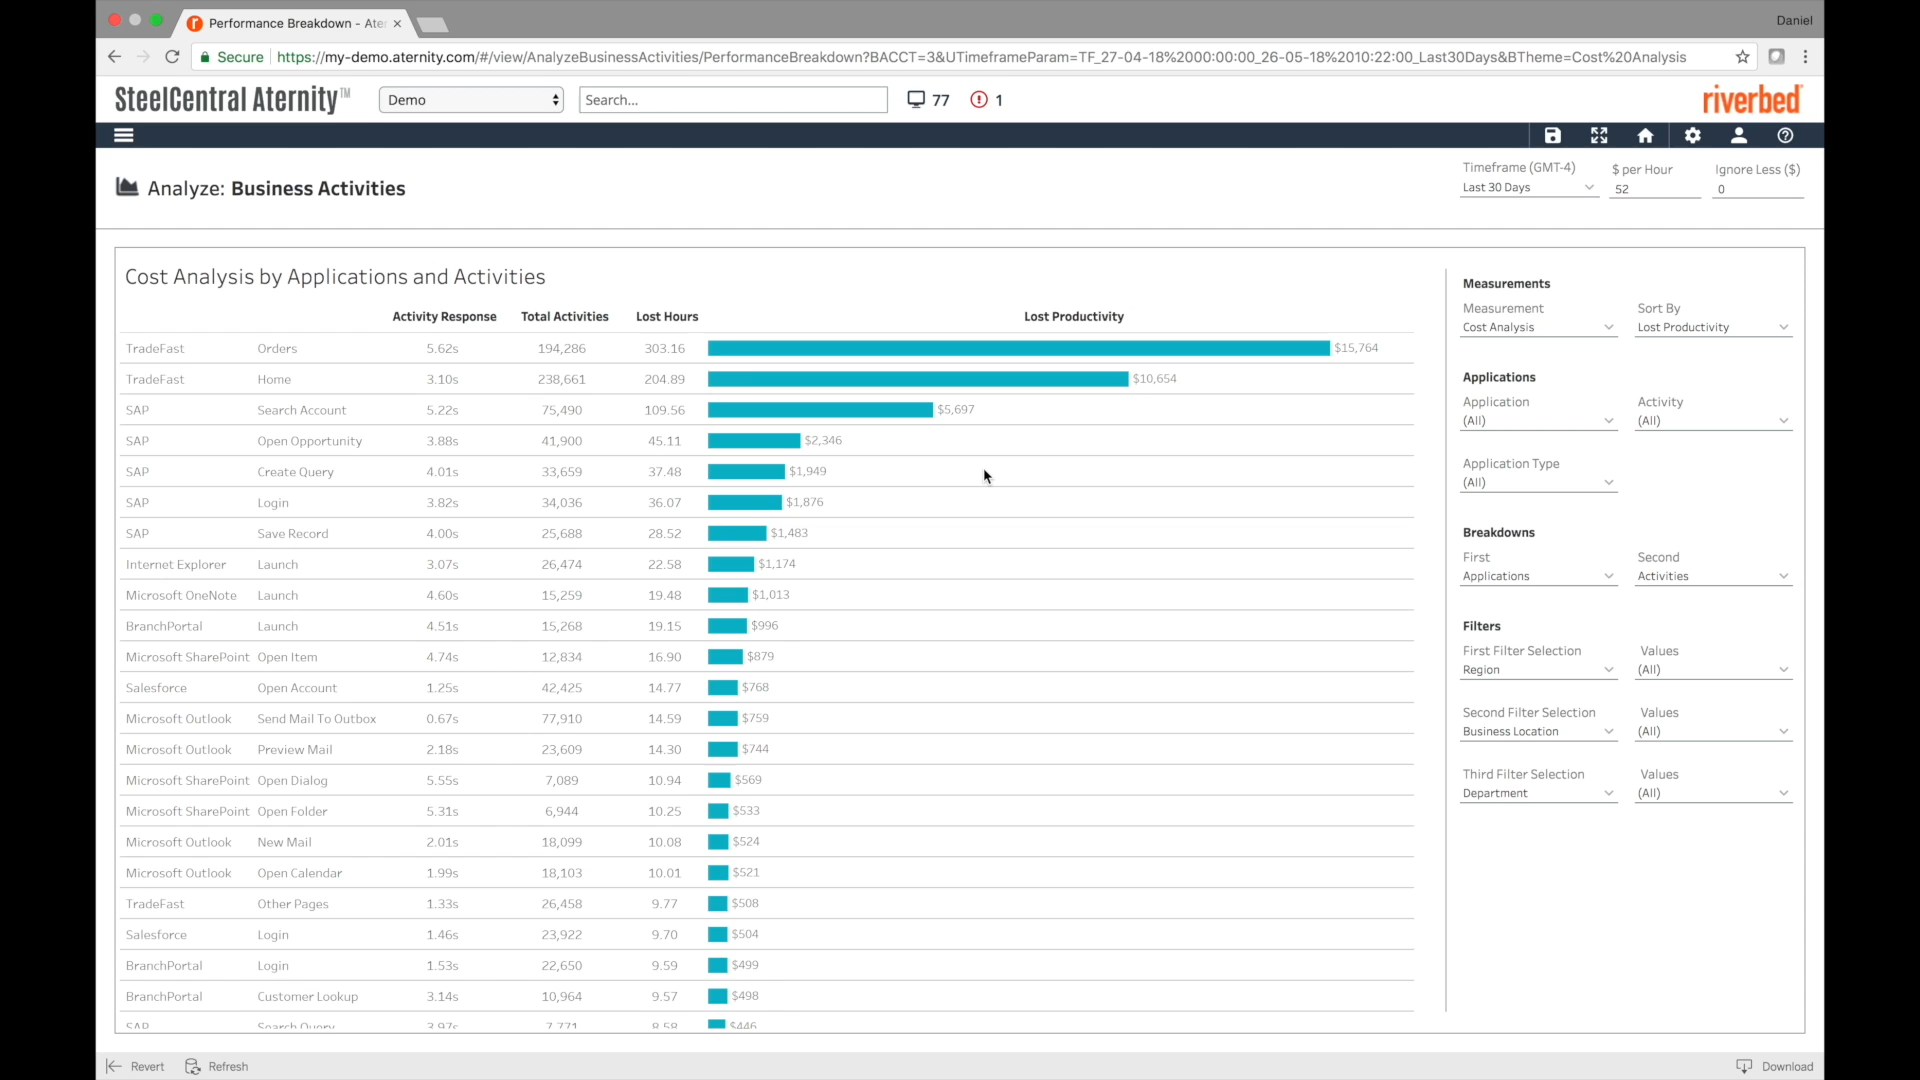 Performance Breakdown - Ater
Daniel
Secure https://my-demo.aternity.com/#/view/AnalyzeBusinessActivities/PerformanceBreakdown?BACCT=3&UTimeframeParam=TF_27-04-18%2000:00:00_26-05-18%2010:22:00_Last30Days&BTheme=Cost%20Analysis
SteelCentral Aternity™ Demo Search... 77 1 riverbed
Analyze: Business Activities
Timeframe (GMT-4) $ per Hour Ignore Less ($)
Last 30 Days 52 0
Cost Analysis by Applications and Activities
Activity Response Total Activities Lost Hours Lost Productivity
TradeFast Orders 5.62s 194,286 303.16 $15,764
TradeFast Home 3.10s 238,661 204.89 $10,654
SAP Search Account 5.22s 75,490 109.56 $5,697
SAP Open Opportunity 3.88s 41,900 45.11 $2,346
SAP Create Query 4.01s 33,659 37.48 $1,949
SAP Login 3.82s 34,036 36.07 $1,876
SAP Save Record 4.00s 25,688 28.52 $1,483
Internet Explorer Launch 3.07s 26,474 22.58 $1,174
Microsoft OneNote Launch 4.60s 15,259 19.48 $1,013
BranchPortal Launch 4.51s 15,268 19.15 $996
Microsoft SharePoint Open Item 4.74s 12,834 16.90 $879
Salesforce Open Account 1.25s 42,425 14.77 $768
Microsoft Outlook Send Mail To Outbox 0.67s 77,910 14.59 $759
Microsoft Outlook Preview Mail 2.18s 23,609 14.30 $744
Microsoft SharePoint Open Dialog 5.55s 7,089 10.94 $569
Microsoft SharePoint Open Folder 5.31s 6,944 10.25 $533
Microsoft Outlook New Mail 2.01s 18,099 10.08 $524
Microsoft Outlook Open Calendar 1.99s 18,103 10.01 $521
TradeFast Other Pages 1.33s 26,458 9.77 $508
Salesforce Login 1.46s 23,922 9.70 $504
BranchPortal Login 1.53s 22,650 9.59 $499
BranchPortal Customer Lookup 3.14s 10,964 9.57 $498
SAP Search Query 3.97s 7,771 8.58 $446
Measurements
Measurement Sort By
Cost Analysis Lost Productivity
Applications
Application Activity
(All) (All)
Application Type
(All)
Breakdowns
First Second
Applications Activities
Filters
First Filter Selection Values
Region (All)
Second Filter Selection Values
Business Location (All)
Third Filter Selection Values
Department (All)
Revert Refresh Download